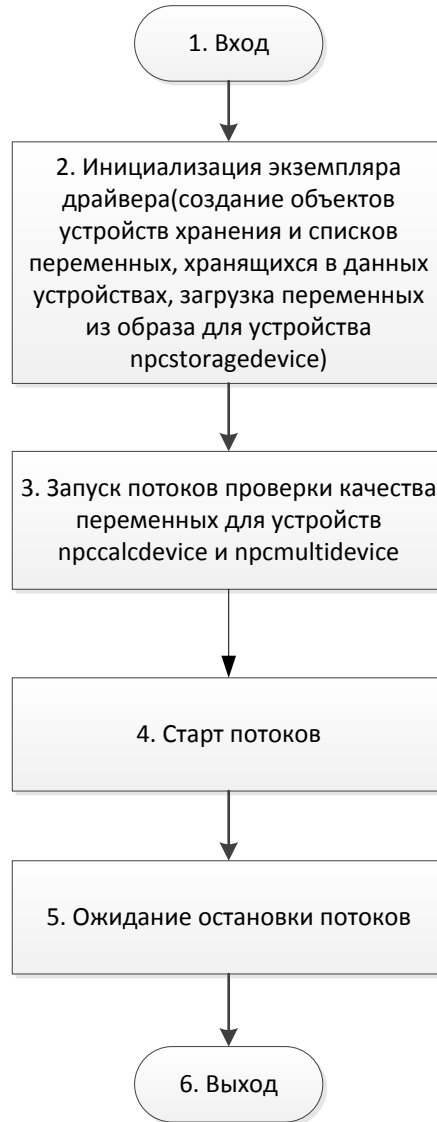 1. Вход
2. Инициализация экземпляра
драйвера(создание объектов
устройств хранения и списков
переменных, хранящихся в данных
устройствах, загрузка переменных
из образа для устройства
npcstoragedevice)
3. Запуск потоков проверки качества
переменных для устройств
npccalcdevice и npcmultidevice
4. Старт потоков
5. Ожидание остановки потоков
6. Выход